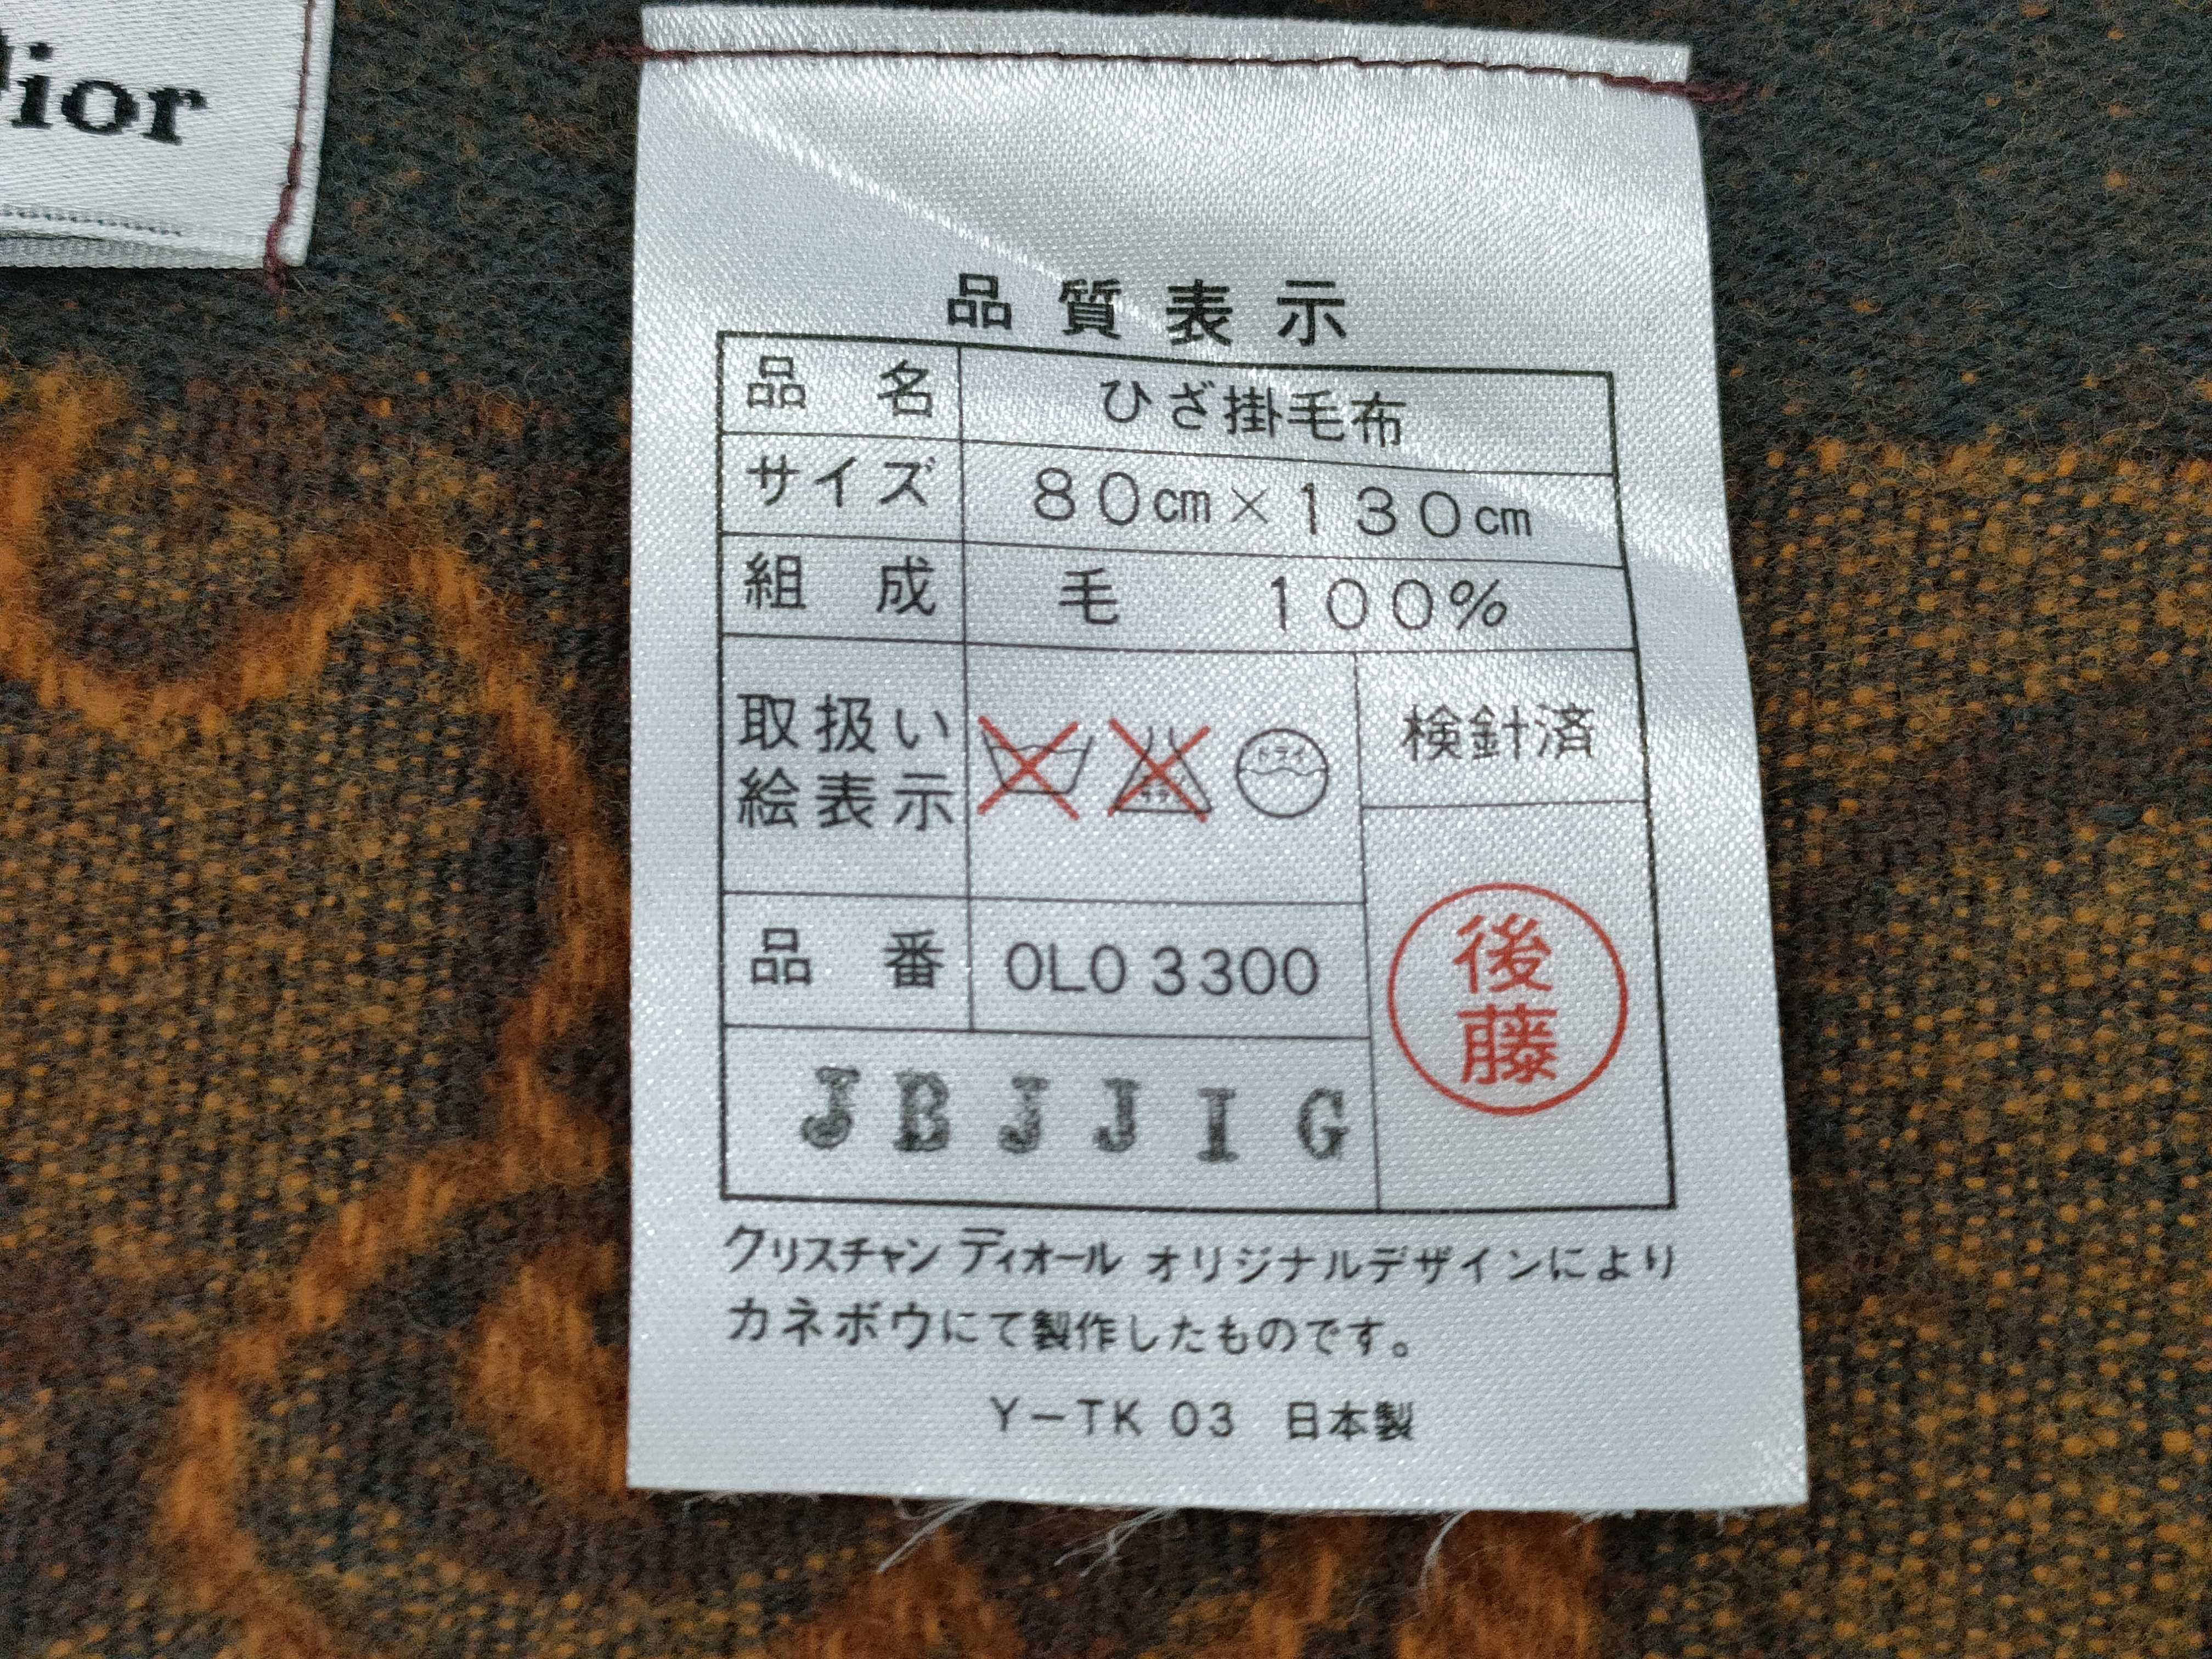 Dior
品質表示
品名 ひざ掛毛布
サイズ 80㎝×130㎝
組成 毛 100%
取扱い
絵表示
ドライ
検針済
品番 OLO 3300
後藤
JBJJIG
クリスチャン ディオール オリジナルデザインにより
カネボウにて製作したものです。
Y-TK 03 日本製